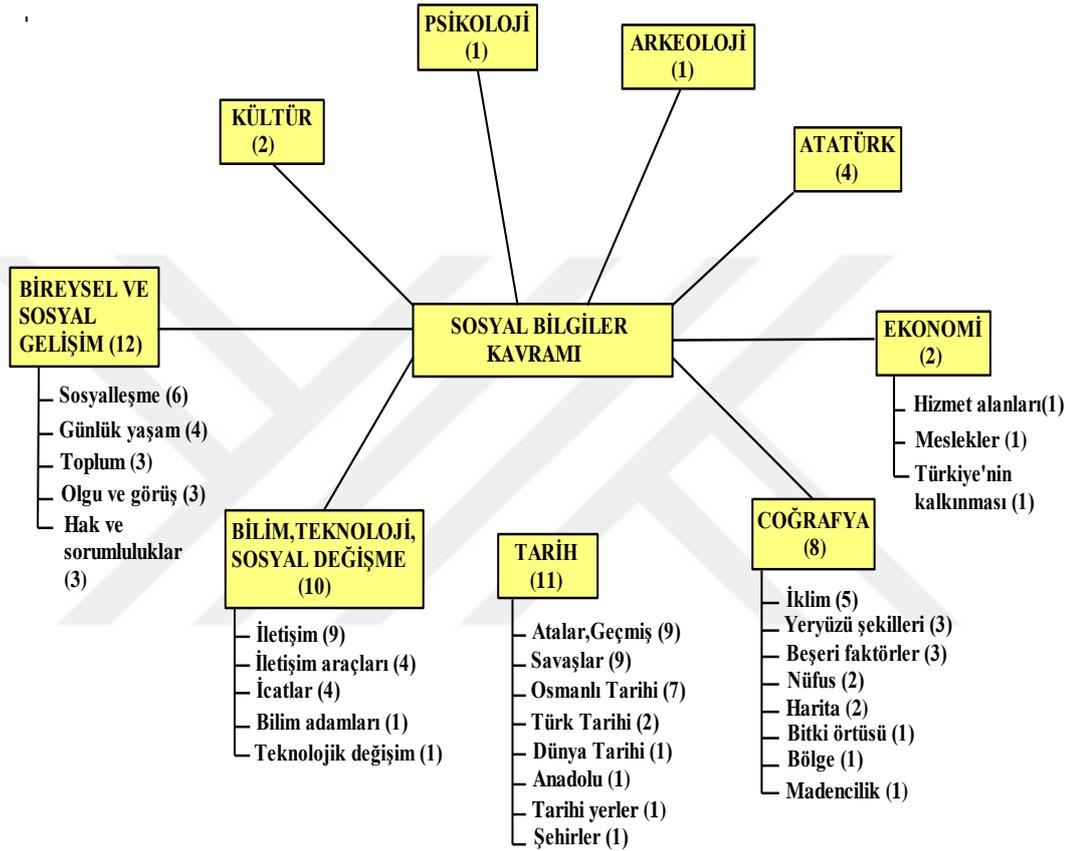 PSİKOLOJİ
(1)
ARKEOLOJİ
(1)
KÜLTÜR
(2)
ATATÜRK
(4)
BİREYSEL VE
SOSYAL
GELİŞİM (12)
Sosyalleşme (6)
Günlük yaşam (4)
Toplum (3)
Olgu ve görüş (3)
Hak ve
sorumluluklar
(3)
SOSYAL BİLGİLER
KAVRAMI
EKONOMİ
(2)
Hizmet alanları(1)
Meslekler (1)
Türkiye'nin
kalkınması (1)
BİLİM,TEKNOLOJİ,
SOSYAL DEĞİŞME
(10)
İletişim (9)
İletişim araçları (4)
İcatlar (4)
Bilim adamları (1)
Teknolojik değişim (1)
TARİH
(11)
Atalar,Geçmiş (9)
Savaşlar (9)
Osmanlı Tarihi (7)
Türk Tarihi (2)
Dünya Tarihi (1)
Anadolu (1)
Tarihi yerler (1)
Şehirler (1)
COĞRAFYA
(8)
İklim (5)
Yeryüzü şekilleri (3)
Beşeri faktörler (3)
Nüfus (2)
Harita (2)
Bitki örtüsü (1)
Bölge (1)
Madencilik (1)